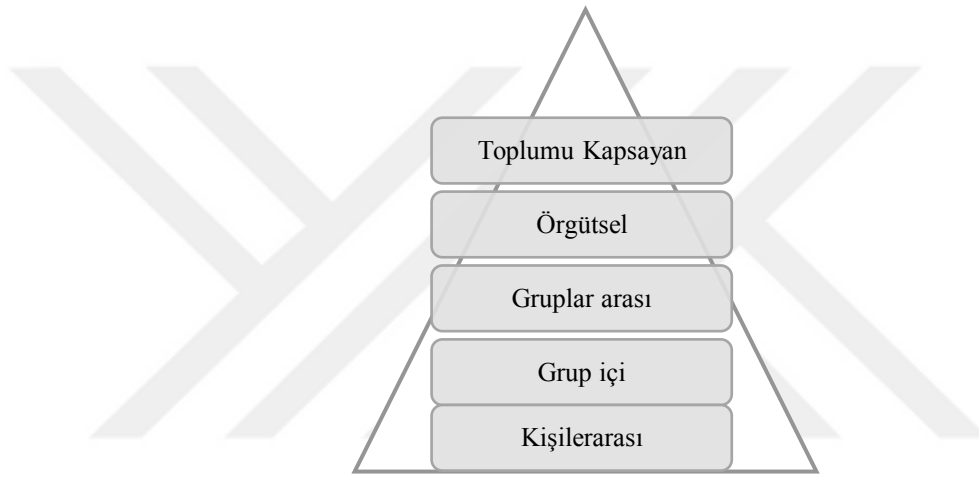 Toplumu Kapsayan
Örgütsel
Gruplar arası
Grup içi
Kişilerarası